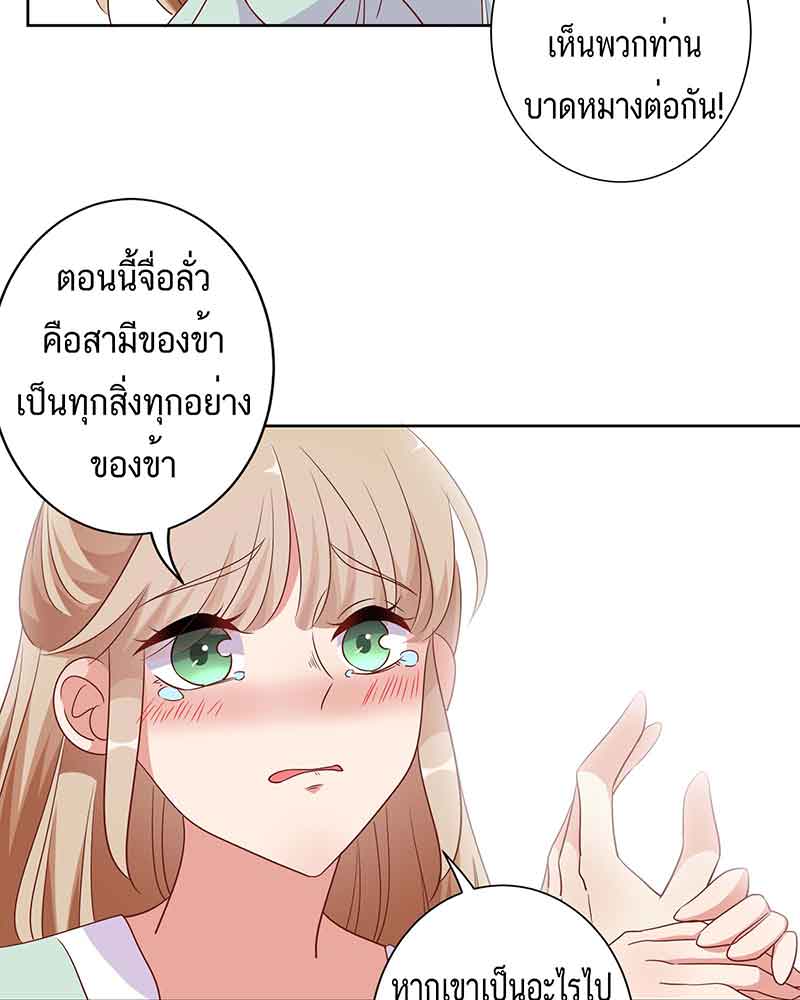 เห็นพวกท่าน
บาดหมางต่อกัน!
ตอนนี้จื่อลั่ว
คือสามีของข้า
เป็นทุกสิ่งทุกอย่าง
ของข้า
หากเขาเป็นอะไรไป